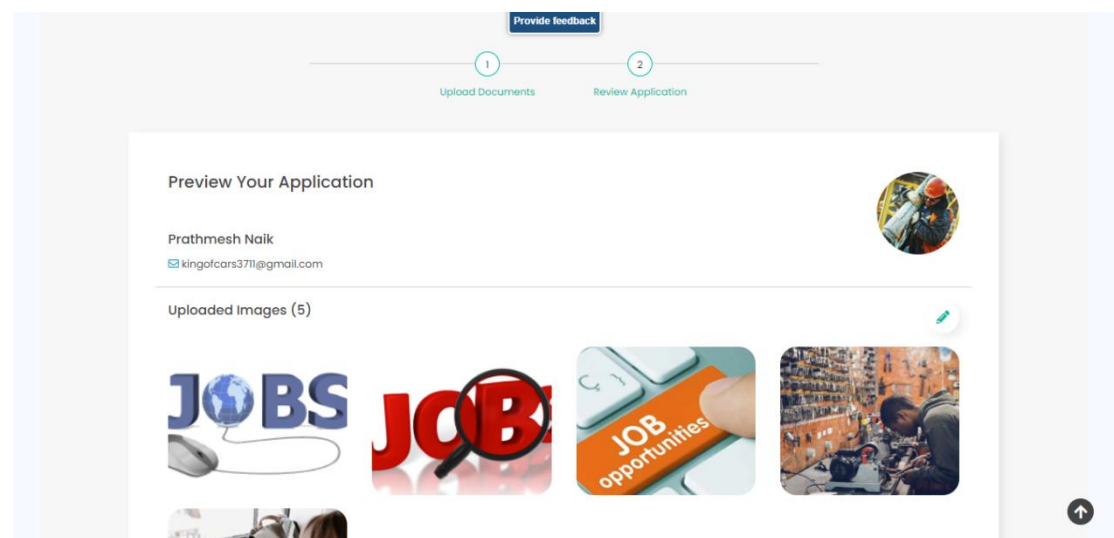 Provide feedback
1
2
Upload Documents
Review Application
Preview Your Application
Prathmesh Naik
kingofcars3711@gmail.com
Uploaded Images (5)
JOBS
JOBS
JOB
opportunities